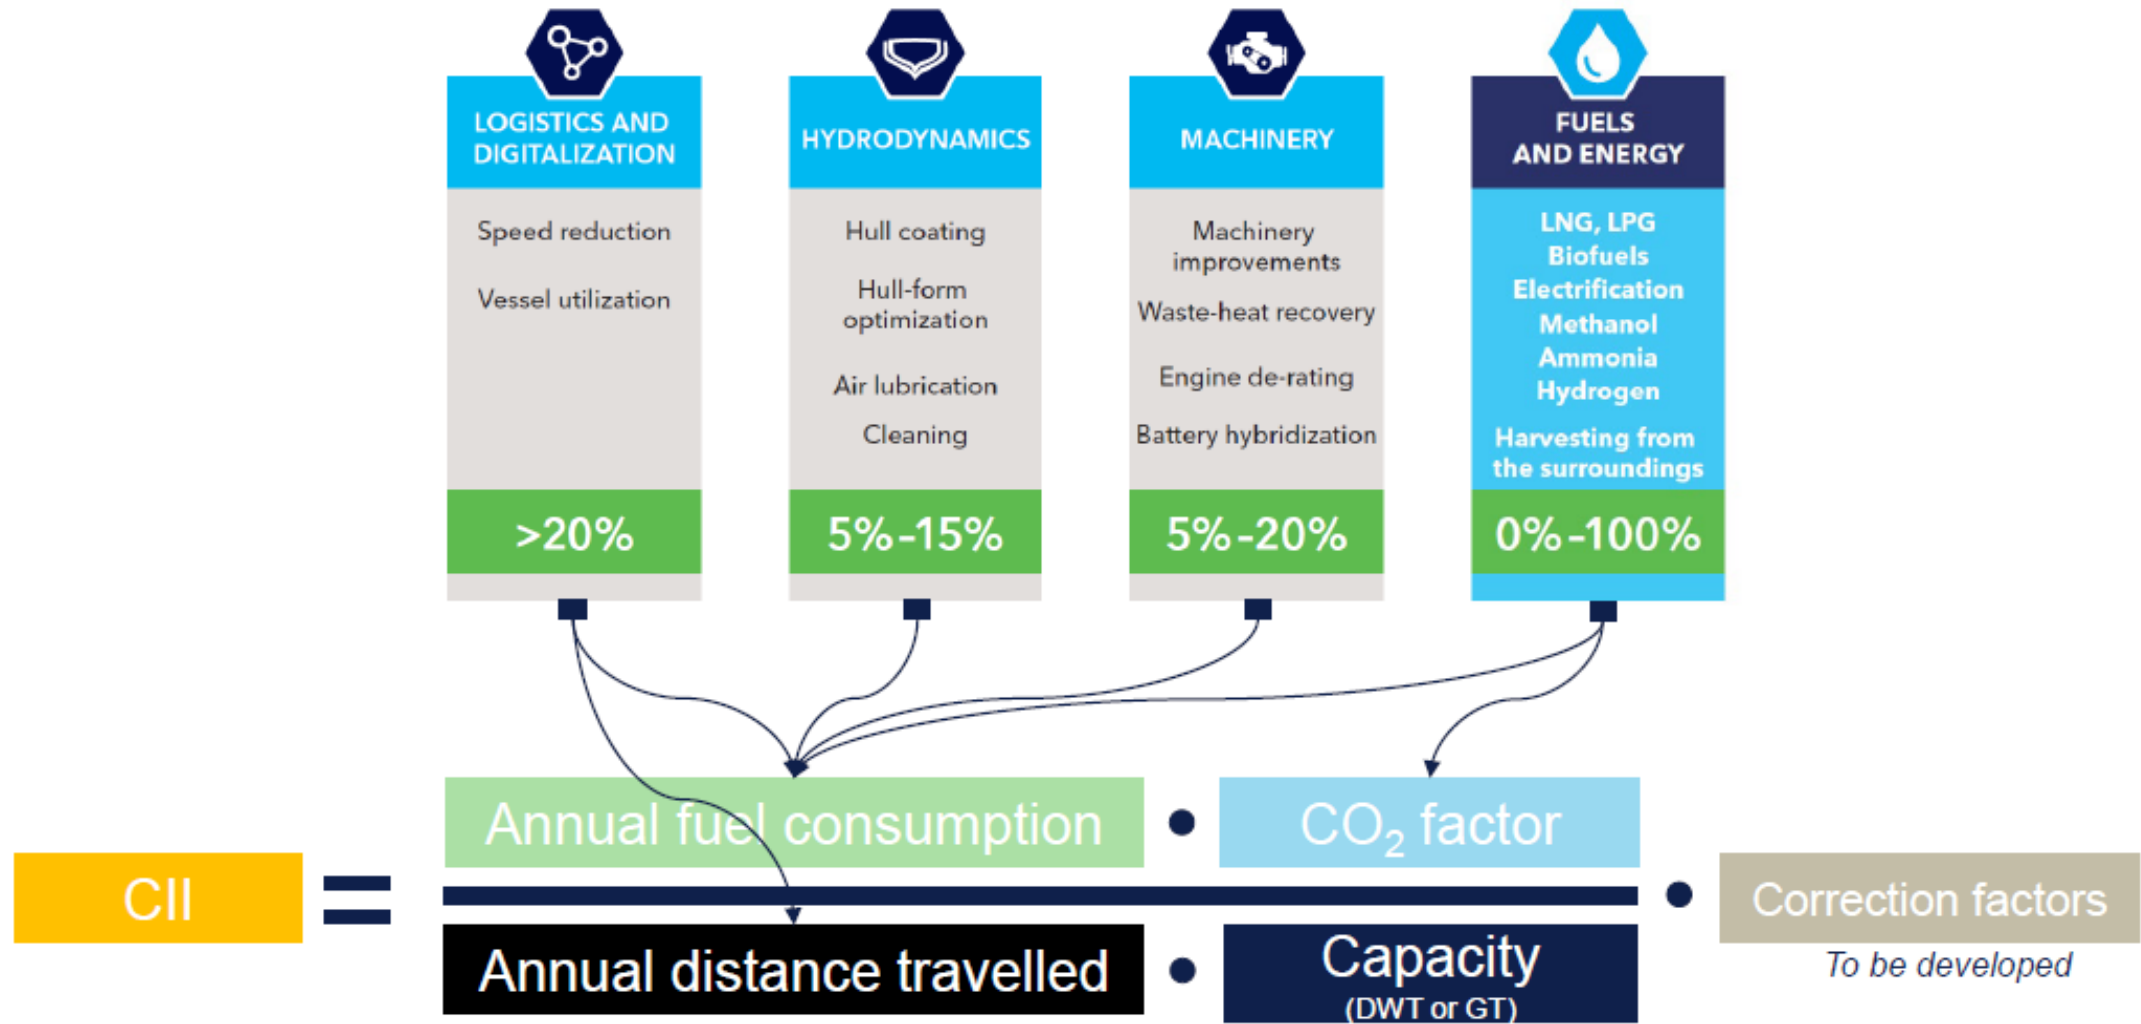 LOGISTICS AND
DIGITALIZATION
Speed reduction
Vessel utilization
>20%
HYDRODYNAMICS
Hull coating
Hull-form
optimization
Air lubrication
Cleaning
5%-15%
MACHINERY
Machinery
improvements
Waste-heat recovery
Engine de-rating
Battery hybridization
5%-20%
FUELS
AND ENERGY
LNG, LPG
Biofuels
Electrification
Methanol
Ammonia
Hydrogen
Harvesting from
the surroundings
0%-100%
CII
=
Annual fuel consumption • CO₂ factor
Annual distance travelled • Capacity
(DWT or GT)
• Correction factors
To be developed